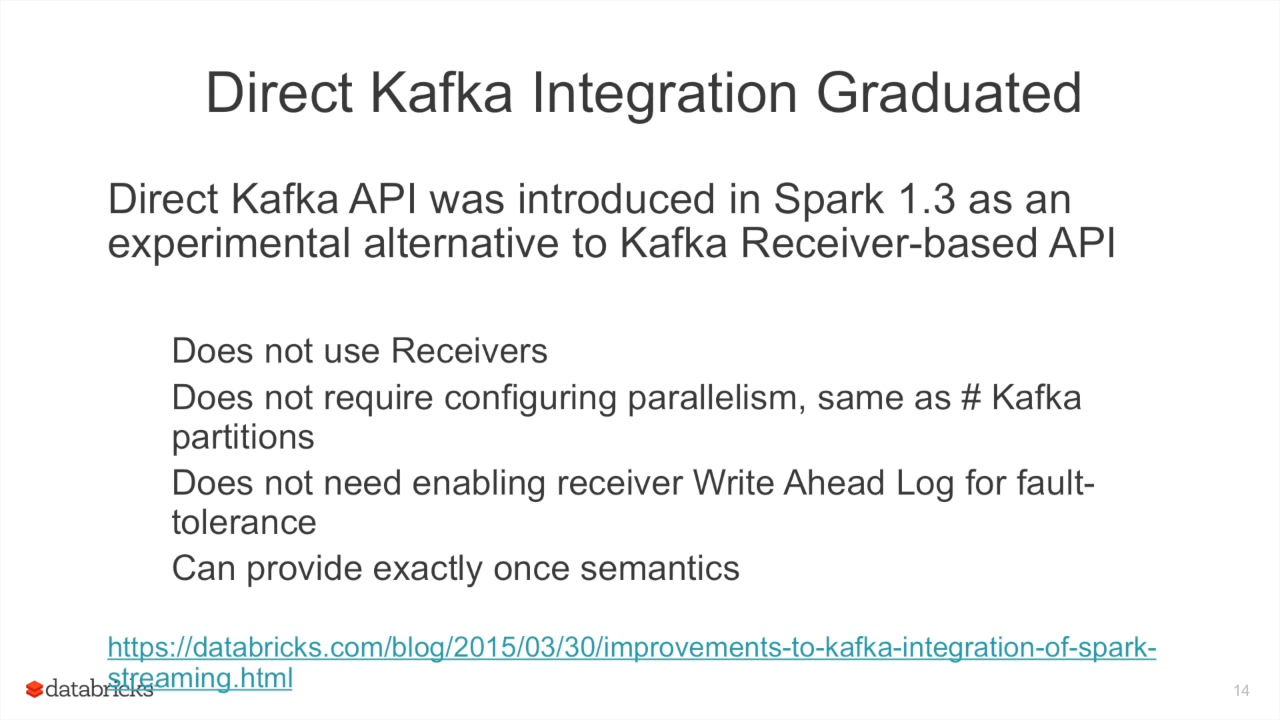 Direct Kafka Integration Graduated
Direct Kafka API was introduced in Spark 1.3 as an
experimental alternative to Kafka Receiver-based API
Does not use Receivers
Does not require configuring parallelism, same as # Kafka
partitions
Does not need enabling receiver Write Ahead Log for fault-
tolerance
Can provide exactly once semantics
https://databricks.com/blog/2015/03/30/improvements-to-kafka-integration-of-spark-
streaming.html
databricks
14